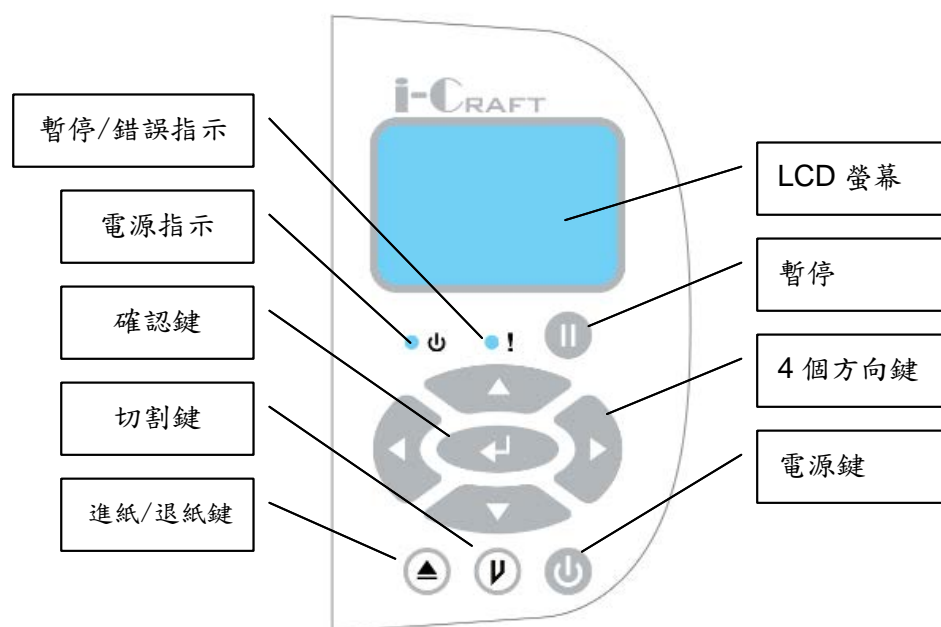 i-CRAFT
暫停/錯誤指示
電源指示
確認鍵
切割鍵
進紙/退紙鍵
LCD 螢幕
暫停
4 個方向鍵
電源鍵
!